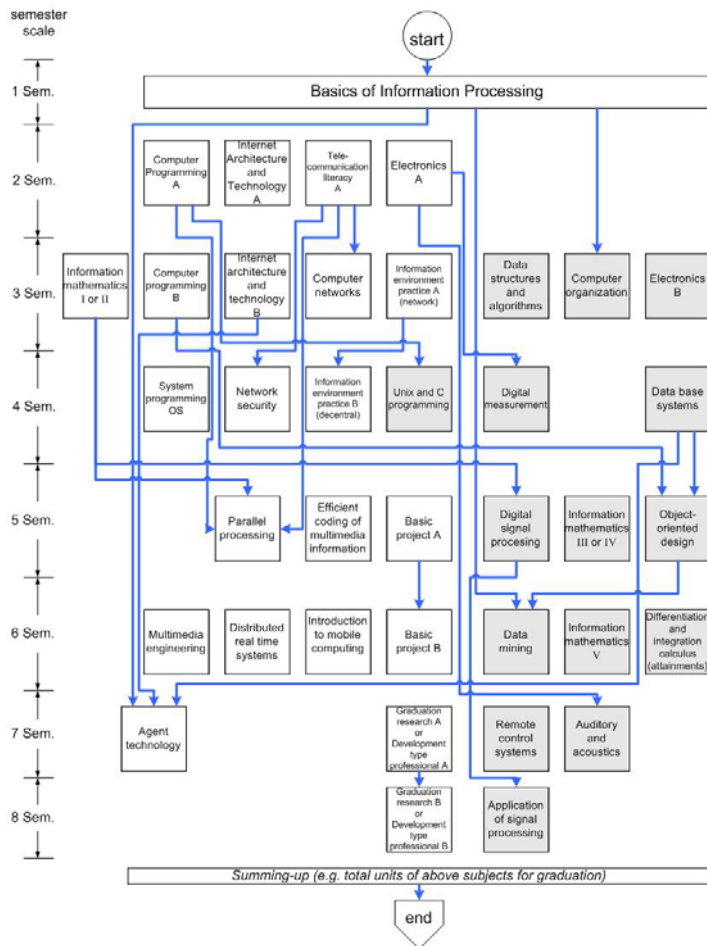 semester
scale
start
1 Sem.
Basics of Information Processing
2 Sem.
Computer
Programming
A
Internet
Architecture
and
Technology
A
Tele-
communication
literacy
A
Electronics
A
3 Sem.
Information
mathematics
I or II
Computer
programming
B
Internet
architecture
and
technology
B
Computer
networks
Information
environment
practice A
(network)
Data
structures
and
algorithms
Computer
organization
Electronics
B
4 Sem.
System
programming
OS
Network
security
Information
environment
practice B
(decentral)
Unix and C
programming
Digital
measurement
Data base
systems
5 Sem.
Parallel
processing
Efficient
coding of
multimedia
information
Basic
project A
Digital
signal
procesing
Information
mathematics
III or IV
Object-
oriented
design
6 Sem.
Multimedia
engineering
Distributed
real time
systems
Introduction
to mobile
computing
Basic
project B
Data
mining
Information
mathematics
V
Differentiation
and
integration
calculus
(attainments)
7 Sem.
Agent
technology
Graduation
research A
or
Development
type
professional A
Remote
control
systems
Auditory
and
acoustics
8 Sem.
Graduation
research B
or
Development
type
professional B
Application
of signal
processing
Summing-up (e.g. total units of above subjects for graduation)
end